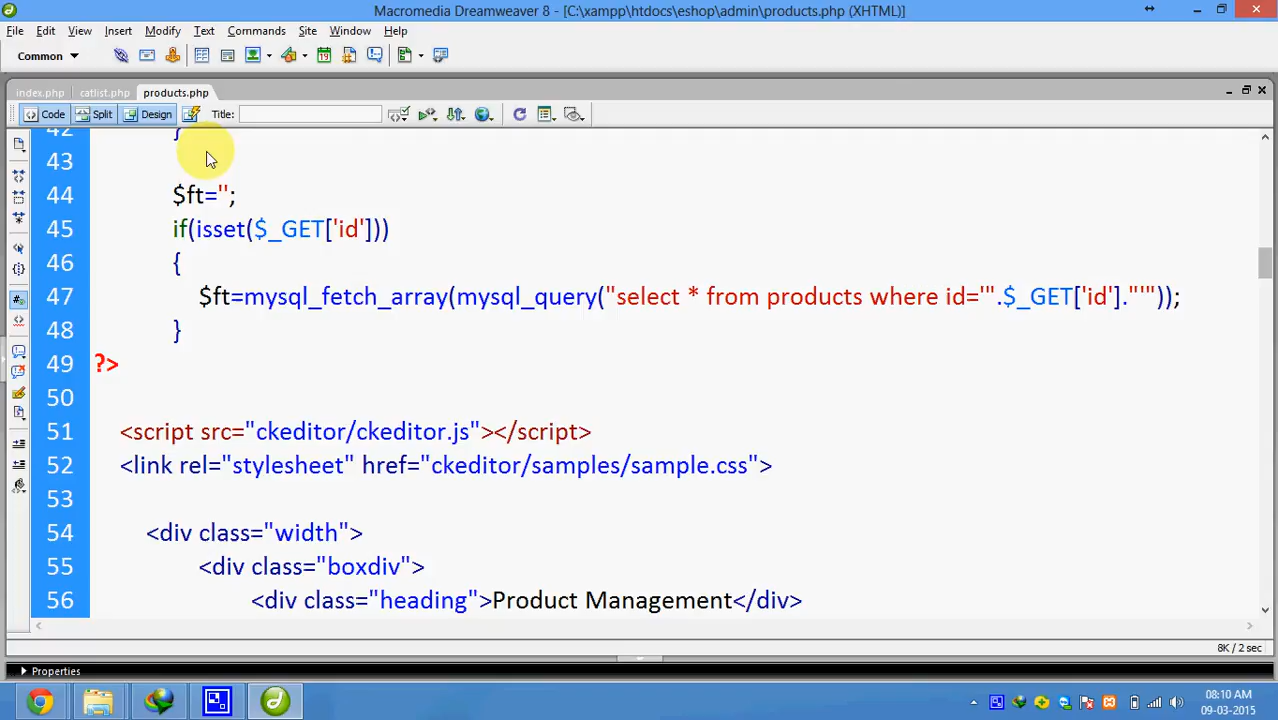 Macromedia Dreamweaver 8 - [C:\xampp\htdocs\eshop\admin\products.php (XHTML)]
File Edit View Insert Modify Text Commands Site Window Help
Common
index.php catlist.php products.php
Code Split Design Title:
42 }
43
44 $ft='';
45 if(isset($_GET['id']))
46 {
47 $ft=mysql_fetch_array(mysql_query("select * from products where id='".$_GET['id']."'"));
48 }
49 ?>
50
51 <script src="ckeditor/ckeditor.js"></script>
52 <link rel="stylesheet" href="ckeditor/samples/sample.css">
53
54 <div class="width">
55 <div class="boxdiv">
56 <div class="heading">Product Management</div>
8K / 2 sec
Properties
08:10 AM
09-03-2015